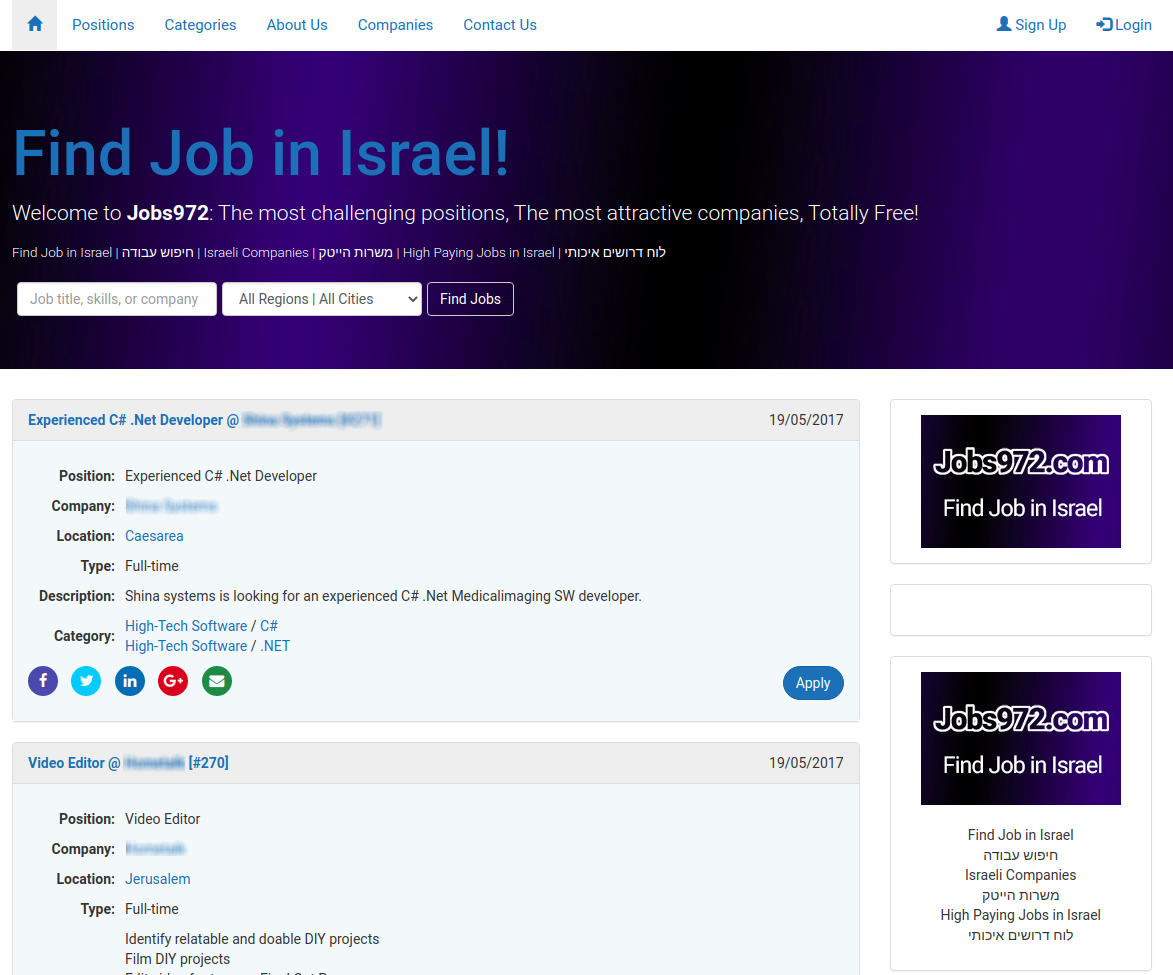 Positions Categories About Us Companies Contact Us Sign Up Login
Find Job in Israel!
Welcome to Jobs972: The most challenging positions, The most attractive companies, Totally Free!
Find Job in Israel | חיפוש עבודה | Israeli Companies | משרות הייטק | High Paying Jobs in Israel | לוח דרושים איכותי
Job title, skills, or company All Regions | All Cities Find Jobs
Experienced C# .Net Developer @ 19/05/2017
Position: Experienced C# .Net Developer
Company:
Location: Caesarea
Type: Full-time
Description: Shina systems is looking for an experienced C# .Net Medicalimaging SW developer.
Category: High-Tech Software / C#
High-Tech Software / .NET
Apply
Video Editor @ [#270] 19/05/2017
Position: Video Editor
Company:
Location: Jerusalem
Type: Full-time
Identify relatable and doable DIY projects
Film DIY projects
Jobs972.com
Find Job in Israel
Jobs972.com
Find Job in Israel
Find Job in Israel
חיפוש עבודה
Israeli Companies
משרות הייטק
High Paying Jobs in Israel
לוח דרושים איכותי